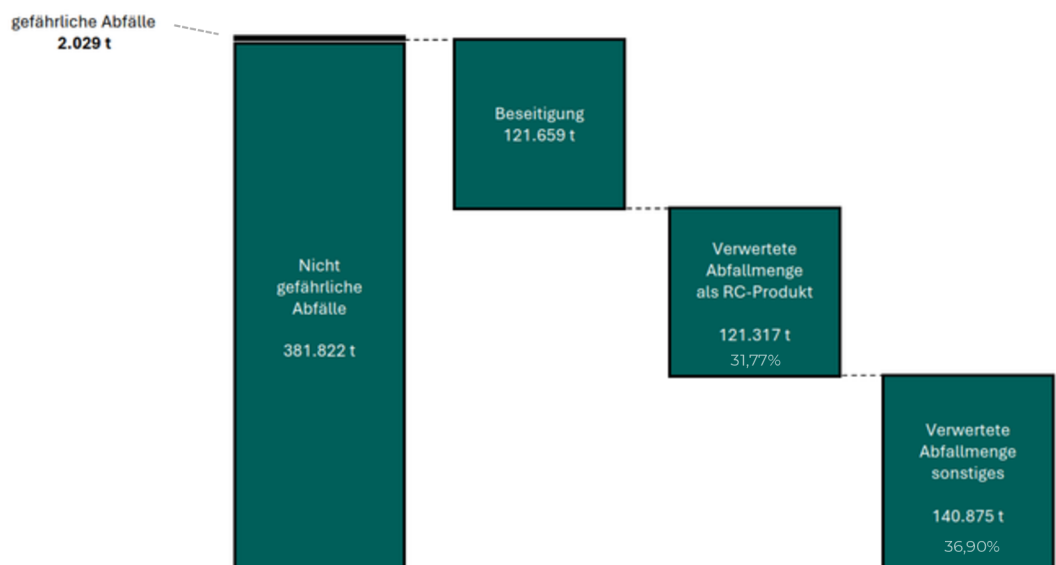 gefährliche Abfälle
2.029 t
Nicht
gefährliche
Abfälle
381.822 t
Beseitigung
121.659 t
Verwertete
Abfallmenge
als RC-Produkt
121.317 t
31,77%
Verwertete
Abfallmenge
sonstiges
140.875 t
36,90%